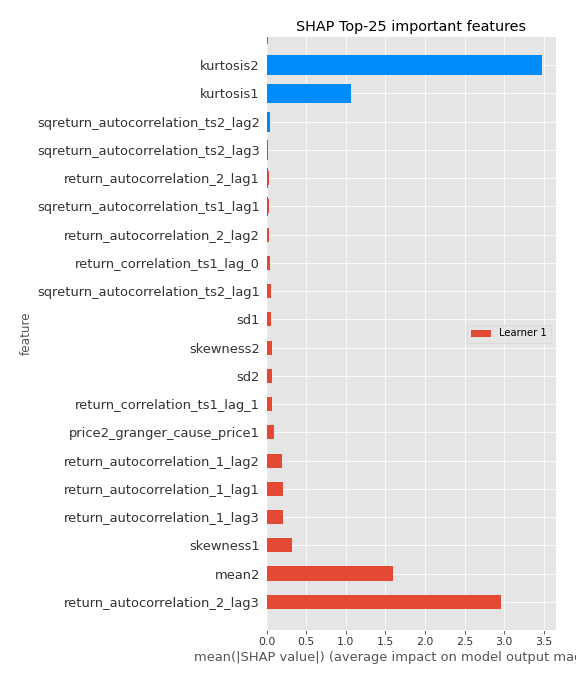 SHAP Top-25 important features
kurtosis2
kurtosis1
sqreturn_autocorrelation_ts2_lag2
sqreturn_autocorrelation_ts2_lag3
return_autocorrelation_2_lag1
sqreturn_autocorrelation_ts1_lag1
return_autocorrelation_2_lag2
return_correlation_ts1_lag_0
sqreturn_autocorrelation_ts2_lag1
sd1
skewness2
sd2
return_correlation_ts1_lag_1
price2_granger_cause_price1
return_autocorrelation_1_lag2
return_autocorrelation_1_lag1
return_autocorrelation_1_lag3
skewness1
mean2
return_autocorrelation_2_lag3
feature
Learner 1
0.0 0.5 1.0 1.5 2.0 2.5 3.0 3.5
mean(|SHAP value|) (average impact on model output mag